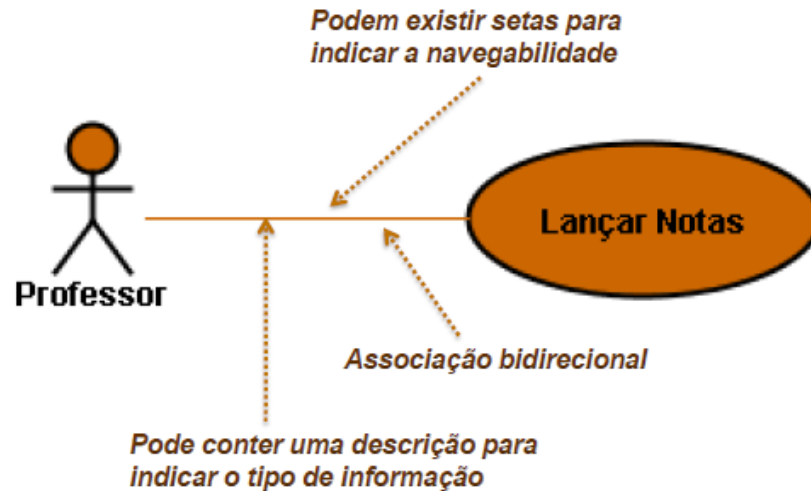 Podem existir setas para
indicar a navegabilidade
Lançar Notas
Professor
Associação bidirecional
Pode conter uma descrição para
indicar o tipo de informação